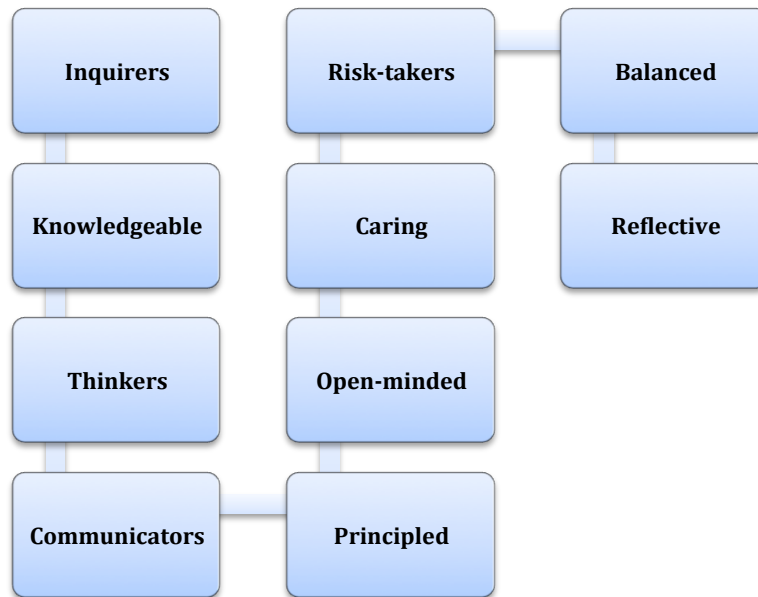 Inquirers
Knowledgeable
Thinkers
Communicators
Principled
Open-minded
Caring
Risk-takers
Balanced
Reflective